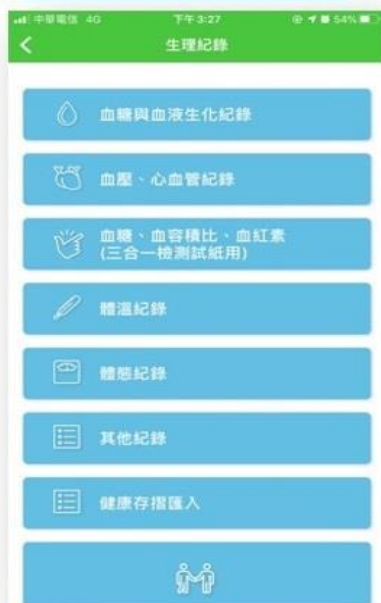 中華電信 4G 下午3:27 54%
生理紀錄
血糖與血液生化紀錄
血壓、心血管紀錄
血糖、血容積比、血紅素
(三合一檢測試紙用)
體溫紀錄
體態紀錄
其他紀錄
健康存摺匯入